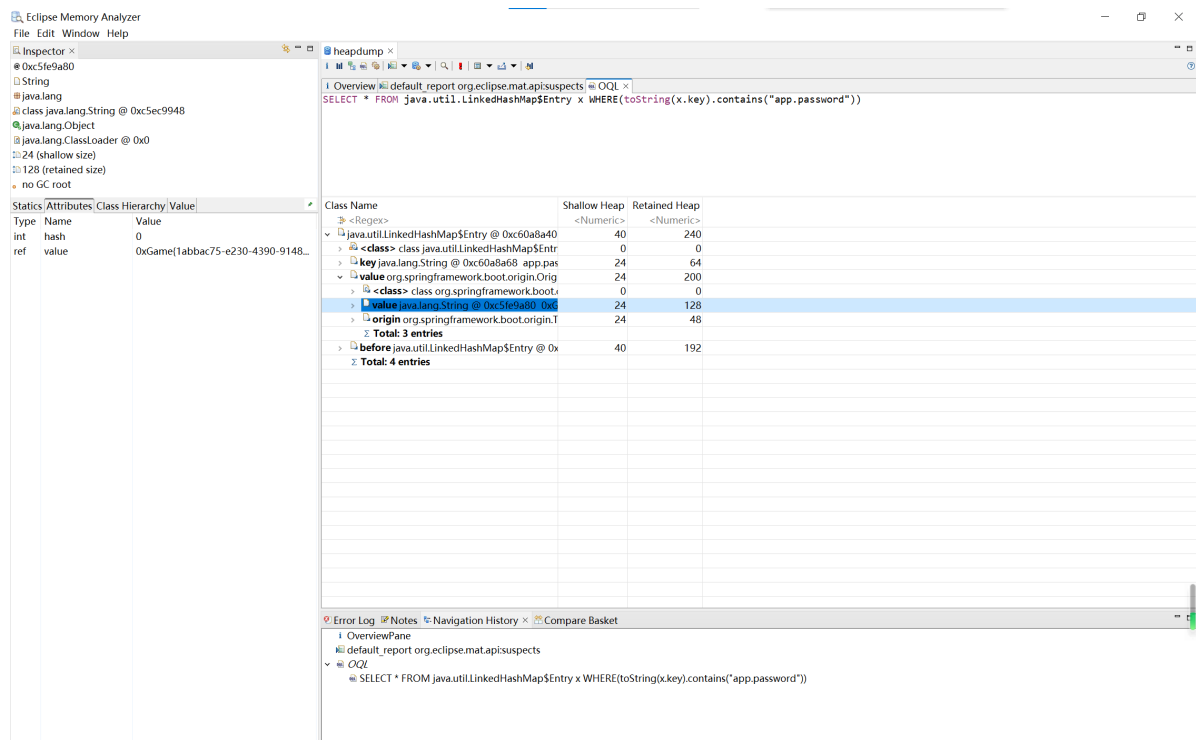 Eclipse Memory Analyzer
File Edit Window Help
Inspector
@ 0xc5fe9a80
String
java.lang
class java.lang.String @ 0xc5ec9948
java.lang.Object
java.lang.ClassLoader @ 0x0
24 (shallow size)
128 (retained size)
no GC root
Statics Attributes Class Hierarchy Value
Type Name Value
int hash 0
ref value 0xGame{1abbac75-e230-4390-9148...
heapdump
Overview default_report org.eclipse.mat.api:suspects OQL
SELECT * FROM java.util.LinkedHashMap$Entry x WHERE(toString(x.key).contains("app.password"))
Class Name Shallow Heap Retained Heap
<Regex> <Numeric> <Numeric>
java.util.LinkedHashMap$Entry @ 0xc60a8a40 40 240
<class> class java.util.LinkedHashMap$Entr 0 0
key java.lang.String @ 0xc60a8a68 app.pas 24 64
value org.springframework.boot.origin.Orig 24 200
<class> class org.springframework.boot.o 0 0
value java.lang.String @ 0xc5fe9a80 0xG 24 128
origin org.springframework.boot.origin.T 24 48
Σ Total: 3 entries
before java.util.LinkedHashMap$Entry @ 0x 40 192
Σ Total: 4 entries
Error Log Notes Navigation History Compare Basket
OverviewPane
default_report org.eclipse.mat.api:suspects
OQL
SELECT * FROM java.util.LinkedHashMap$Entry x WHERE(toString(x.key).contains("app.password"))